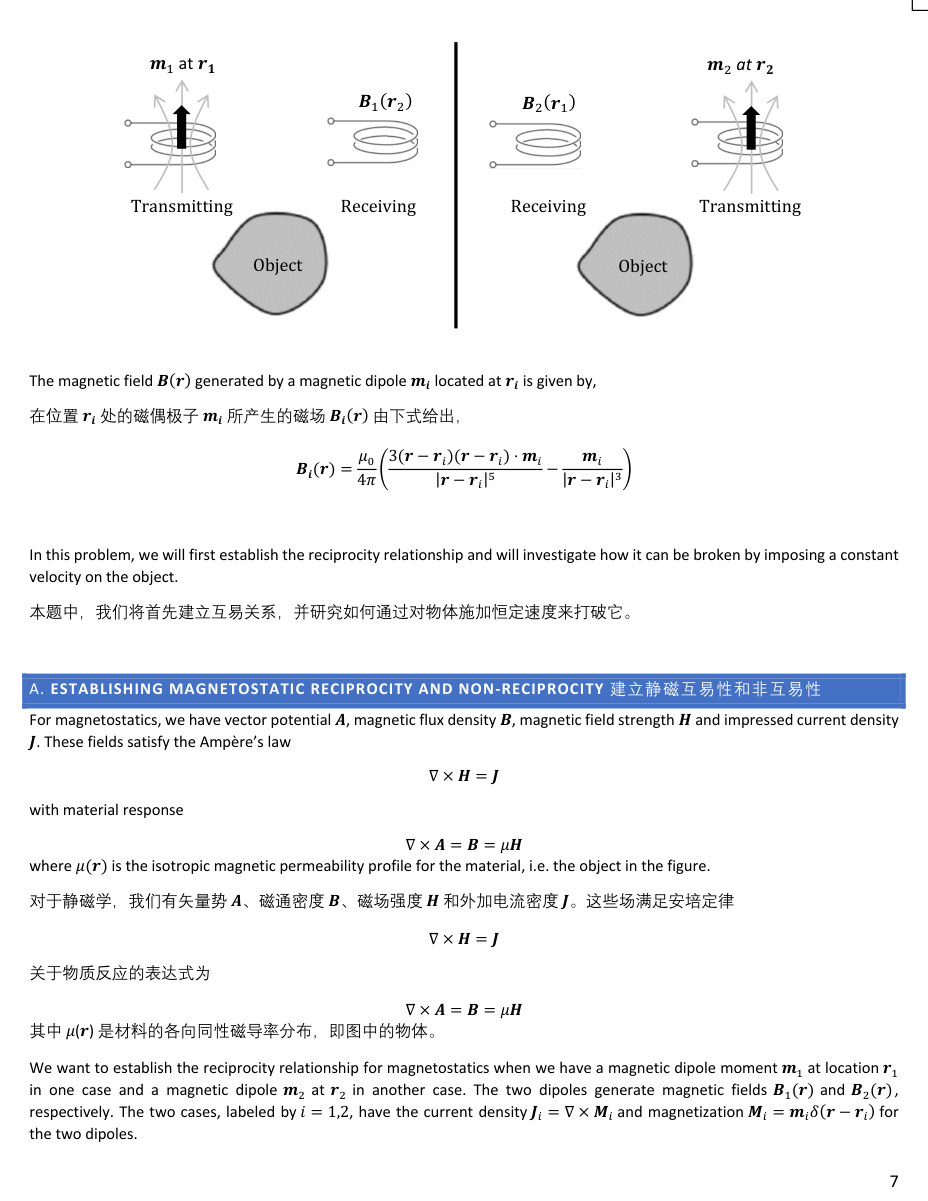 m₁ at r₁
m₂ at r₂
B₁(r₂)
B₂(r₁)
Transmitting
Receiving
Receiving
Transmitting
Object
Object
The magnetic field B(r) generated by a magnetic dipole mᵢ located at rᵢ is given by,
在位置 rᵢ 处的磁偶极子 mᵢ 所产生的磁场 Bᵢ(r) 由下式给出，
Bᵢ(r) = μ₀/4π (3(r − rᵢ)(r − rᵢ) · mᵢ / |r − rᵢ|⁵ − mᵢ / |r − rᵢ|³)
In this problem, we will first establish the reciprocity relationship and will investigate how it can be broken by imposing a constant
velocity on the object.
本题中，我们将首先建立互易关系，并研究如何通过对物体施加恒定速度来打破它。
A. ESTABLISHING MAGNETOSTATIC RECIPROCITY AND NON-RECIPROCITY 建立静磁互易性和非互易性
For magnetostatics, we have vector potential A, magnetic flux density B, magnetic field strength H and impressed current density
J. These fields satisfy the Ampère’s law
∇ × H = J
with material response
∇ × A = B = μH
where μ(r) is the isotropic magnetic permeability profile for the material, i.e. the object in the figure.
对于静磁学，我们有矢量势 A、磁通密度 B、磁场强度 H 和外加电流密度 J。这些场满足安培定律
∇ × H = J
关于物质反应的表达式为
∇ × A = B = μH
其中 μ(r) 是材料的各向同性磁导率分布，即图中的物体。
We want to establish the reciprocity relationship for magnetostatics when we have a magnetic dipole moment m₁ at location r₁
in one case and a magnetic dipole m₂ at r₂ in another case. The two dipoles generate magnetic fields B₁(r) and B₂(r),
respectively. The two cases, labeled by i = 1,2, have the current density Jᵢ = ∇ × Mᵢ and magnetization Mᵢ = mᵢδ(r − rᵢ) for
the two dipoles.
7